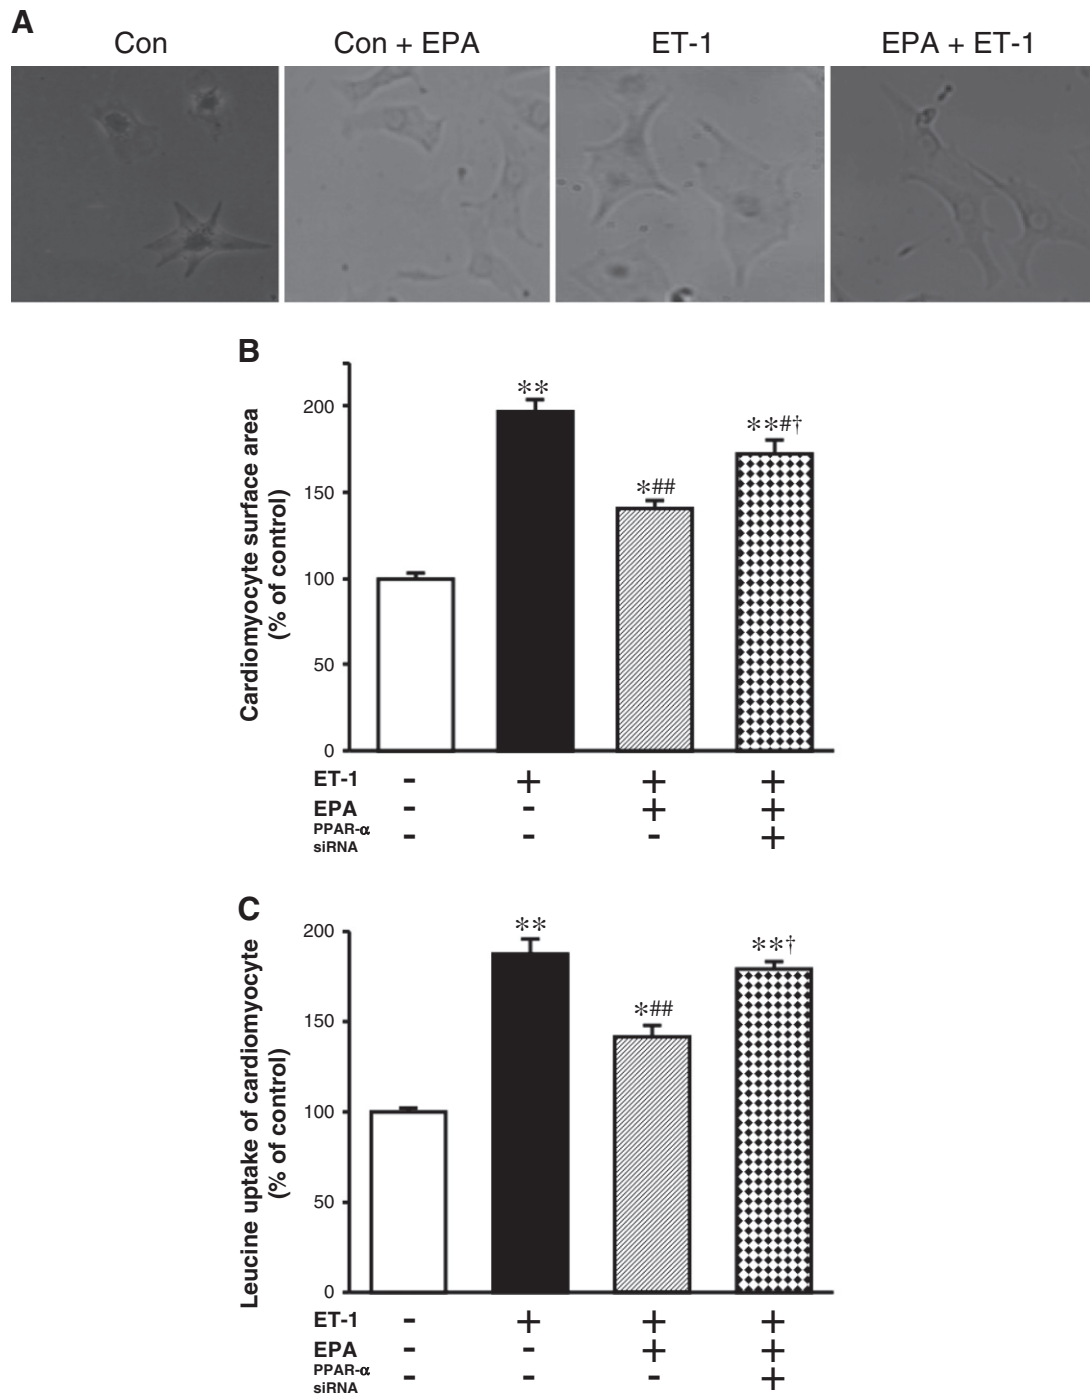 A
Con
Con + EPA
ET-1
EPA + ET-1
B
Cardiomyocyte surface area
(% of control)
200
150
100
50
0
**
*##
**#†
ET-1 - + + +
EPA - - + +
PPAR-α
siRNA - - - +
C
Leucine uptake of cardiomyocyte
(% of control)
200
150
100
50
0
**
*##
**†
ET-1 - + + +
EPA - - + +
PPAR-α
siRNA - - - +